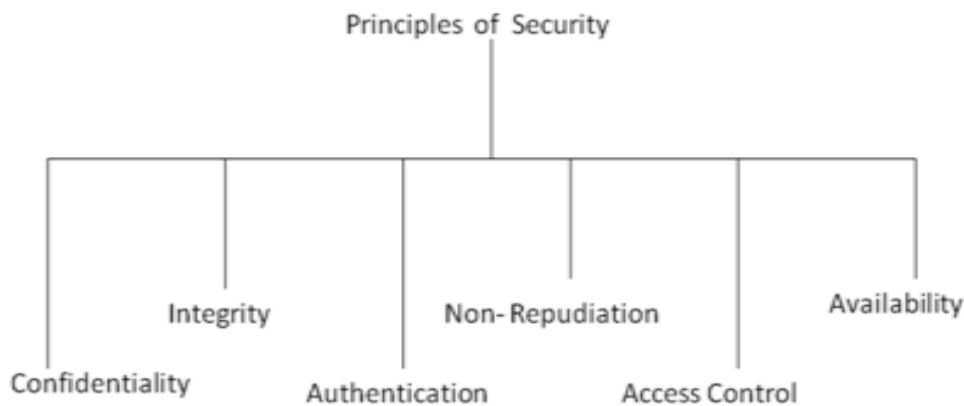 Principles of Security
Integrity
Non- Repudiation
Availability
Confidentiality
Authentication
Access Control